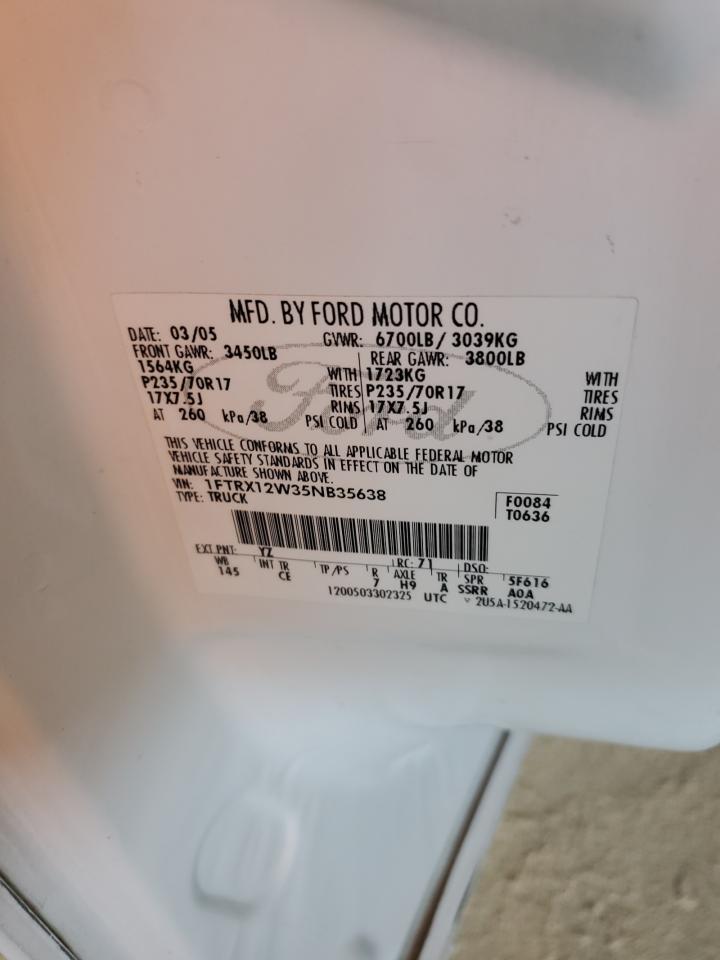 MFD. BY FORD MOTOR CO.
DATE: 03/05 GVWR: 6700LB/ 3039KG
FRONT GAWR: 3450LB REAR GAWR: 3800LB
1564KG WITH 1723KG WITH
P235/70R17 TIRES P235/70R17 TIRES
17X7.5J RIMS 17X7.5J RIMS
AT 260 kPa/38 PSI COLD AT 260 kPa/38 PSI COLD
Ford
THIS VEHICLE CONFORMS TO ALL APPLICABLE FEDERAL MOTOR
VEHICLE SAFETY STANDARDS IN EFFECT ON THE DATE OF
MANUFACTURE SHOWN ABOVE.
VIN: 1FTRX12W35NB35638
TYPE: TRUCK
F0084
T0636
EXT PNT: YZ RC: 71 DSO:
WB INT TR TP/PS R AXLE TR SPR 5F616
145 CE 7 H9 A SSRR A0A
1200503302325 UTC 2U5A-1520472-AA